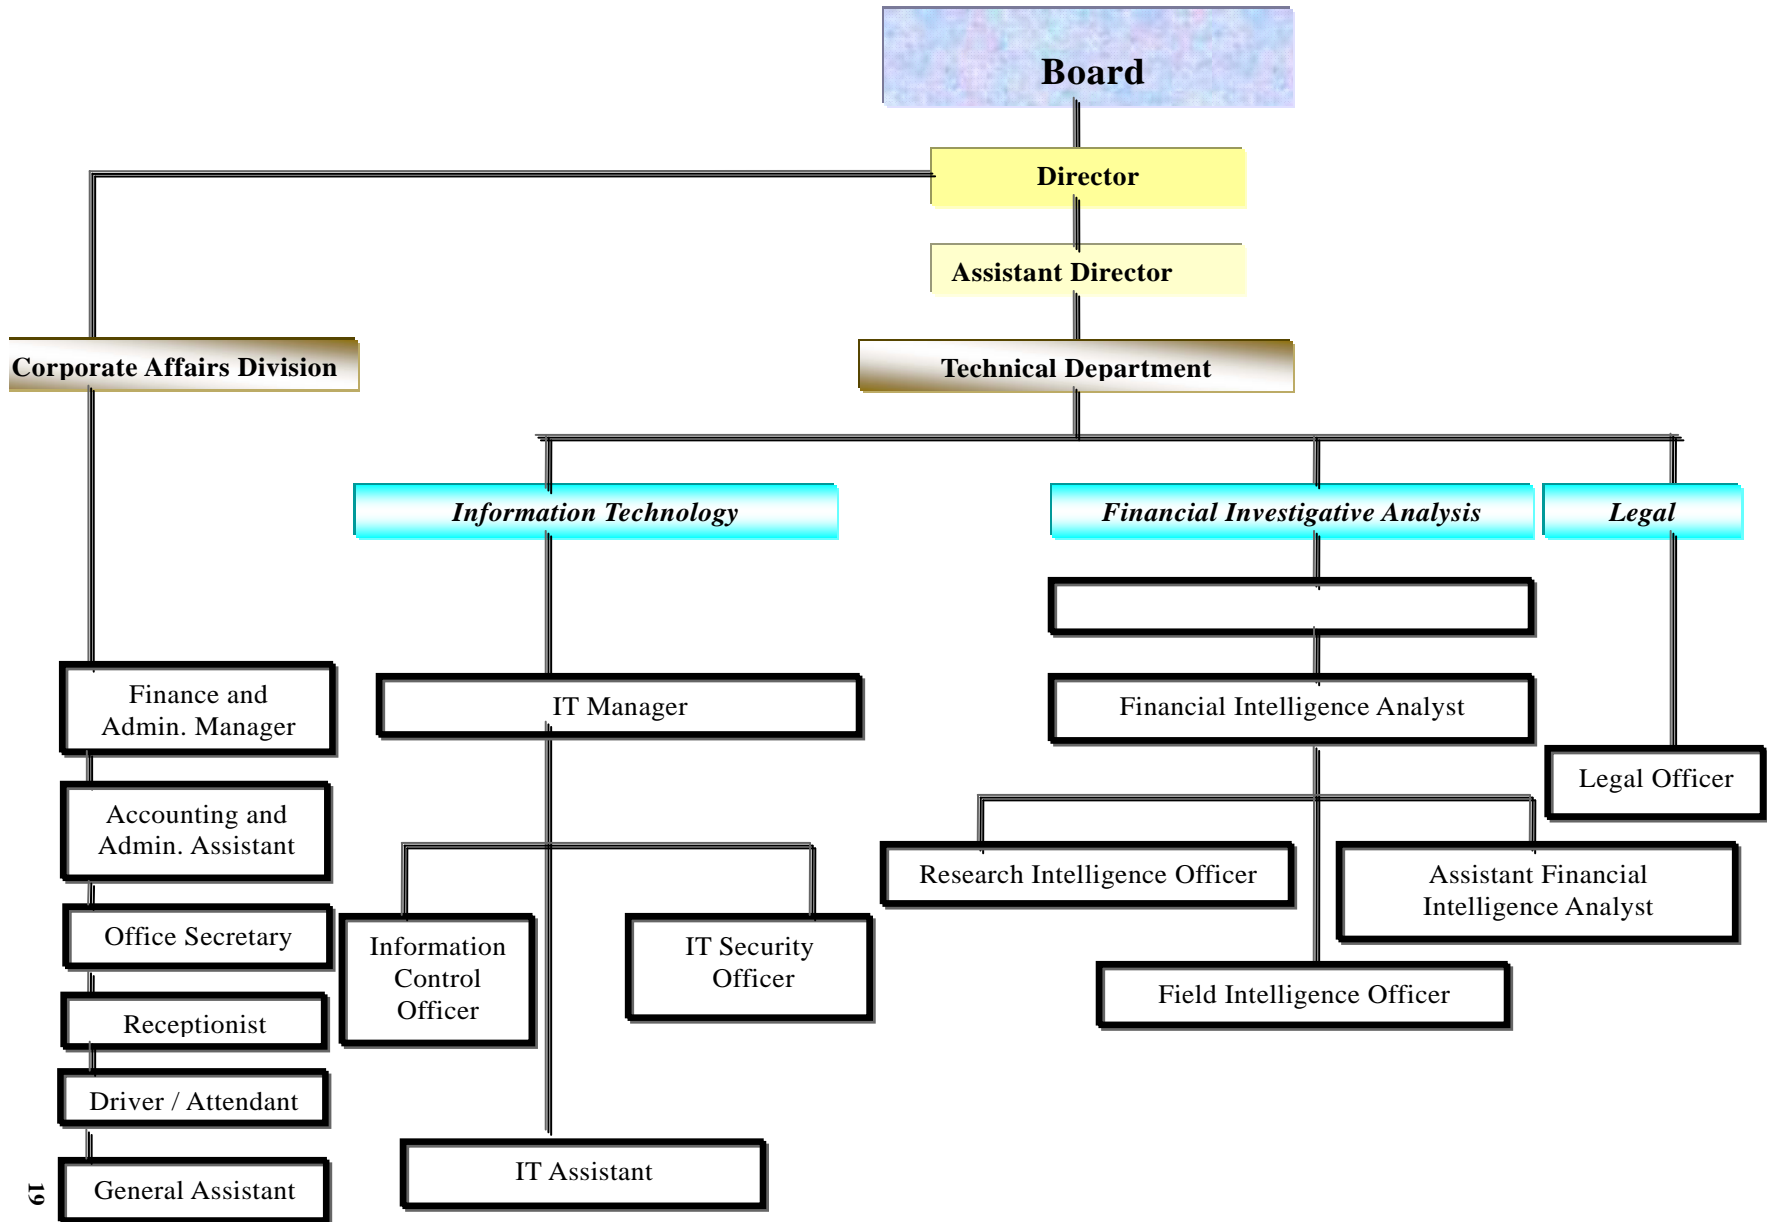 Board
Director
Assistant Director
Corporate Affairs Division
Technical Department
Information Technology
Financial Investigative Analysis
Legal
Finance and
Admin. Manager
IT Manager
Financial Intelligence Analyst
Legal Officer
Accounting and
Admin. Assistant
Research Intelligence Officer
Assistant Financial
Intelligence Analyst
Office Secretary
Information
Control
Officer
IT Security
Officer
Field Intelligence Officer
Receptionist
Driver / Attendant
IT Assistant
General Assistant
19